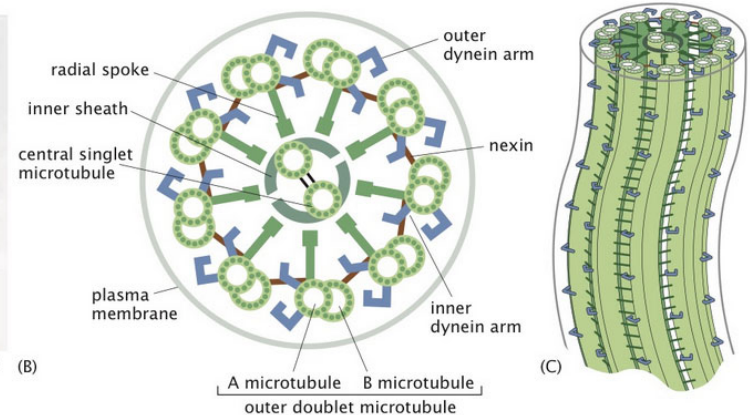 outer
dynein arm
radial spoke
inner sheath
central singlet
microtubule
nexin
plasma
membrane
inner
dynein arm
A microtubule B microtubule
outer doublet microtubule
(B)
(C)